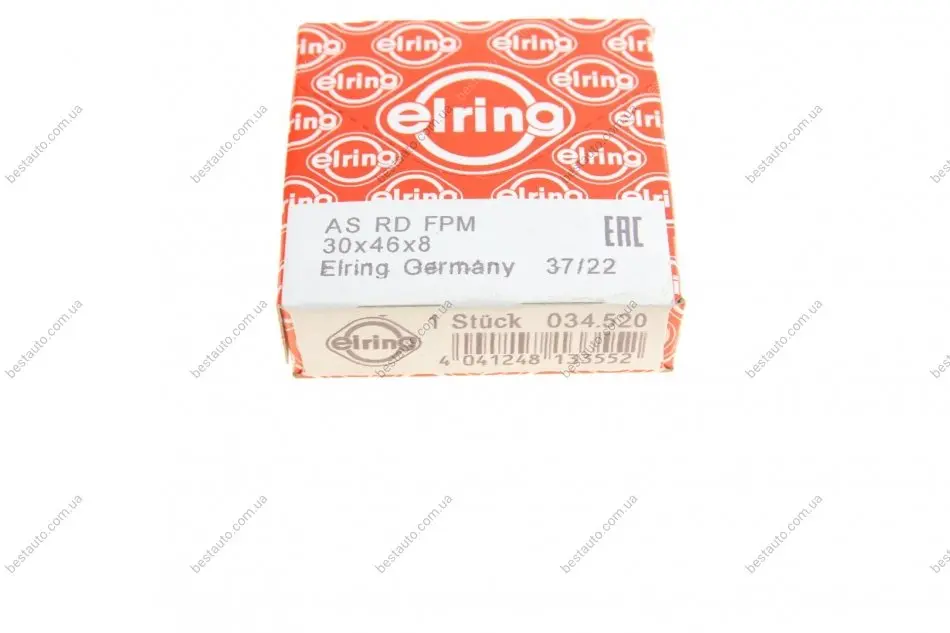 elring
AS RD FPM
30x46x8
Elring Germany 37/22
EAC
elring
1 Stück 034.520
4 041248 133552
bestauto.com.ua